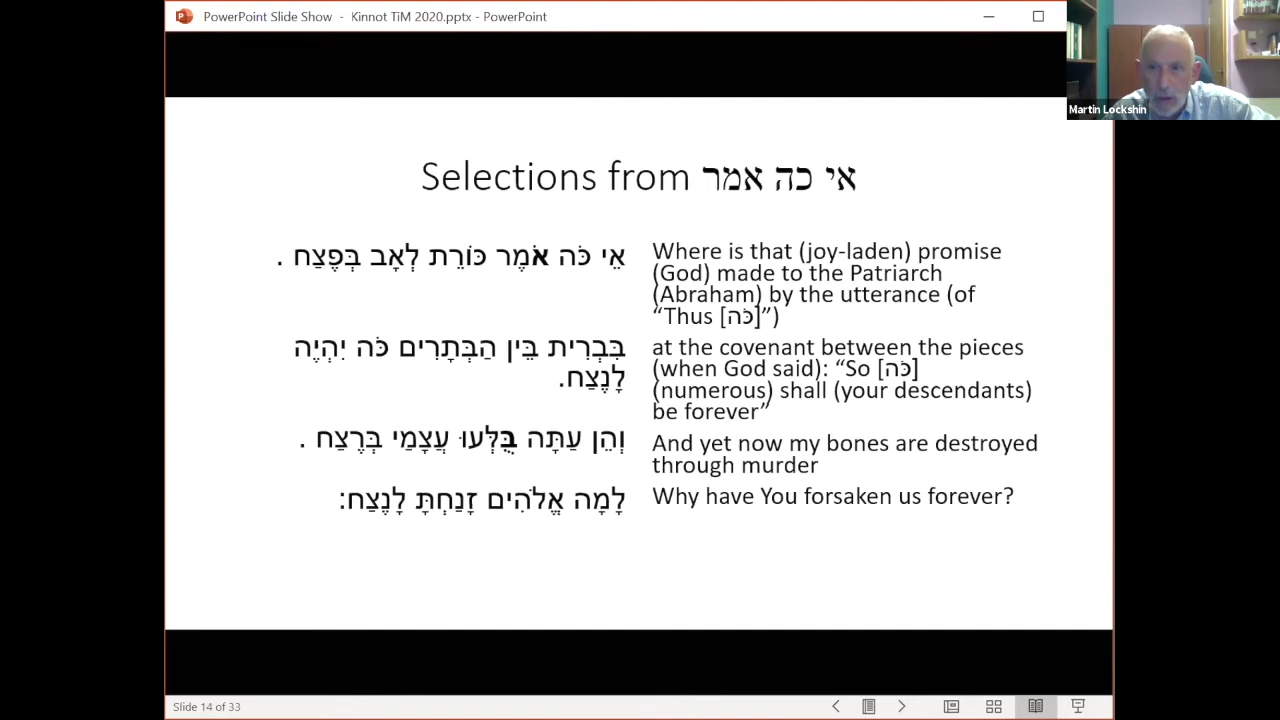 PowerPoint Slide Show - Kinnot TiM 2020.pptx - PowerPoint
Martin Lockshin
Selections from אי כה אמר
אֵי כֹּה אֹמֶר כּוֹרֵת לְאָב בְּפֶצַח .
בִּבְרִית בֵּין הַבְּתָרִים כֹּה יִהְיֶה
לָנֶצַח.
וְהֵן עַתָּה בֻּלְּעוּ עֲצָמַי בְּרֶצַח .
לָמָה אֱלֹהִים זָנַחְתָּ לָנֶצַח:
Where is that (joy-laden) promise
(God) made to the Patriarch
(Abraham) by the utterance (of
“Thus [כֹּה]”)
at the covenant between the pieces
(when God said): “So [כֹּה]
(numerous) shall (your descendants)
be forever”
And yet now my bones are destroyed
through murder
Why have You forsaken us forever?
Slide 14 of 33